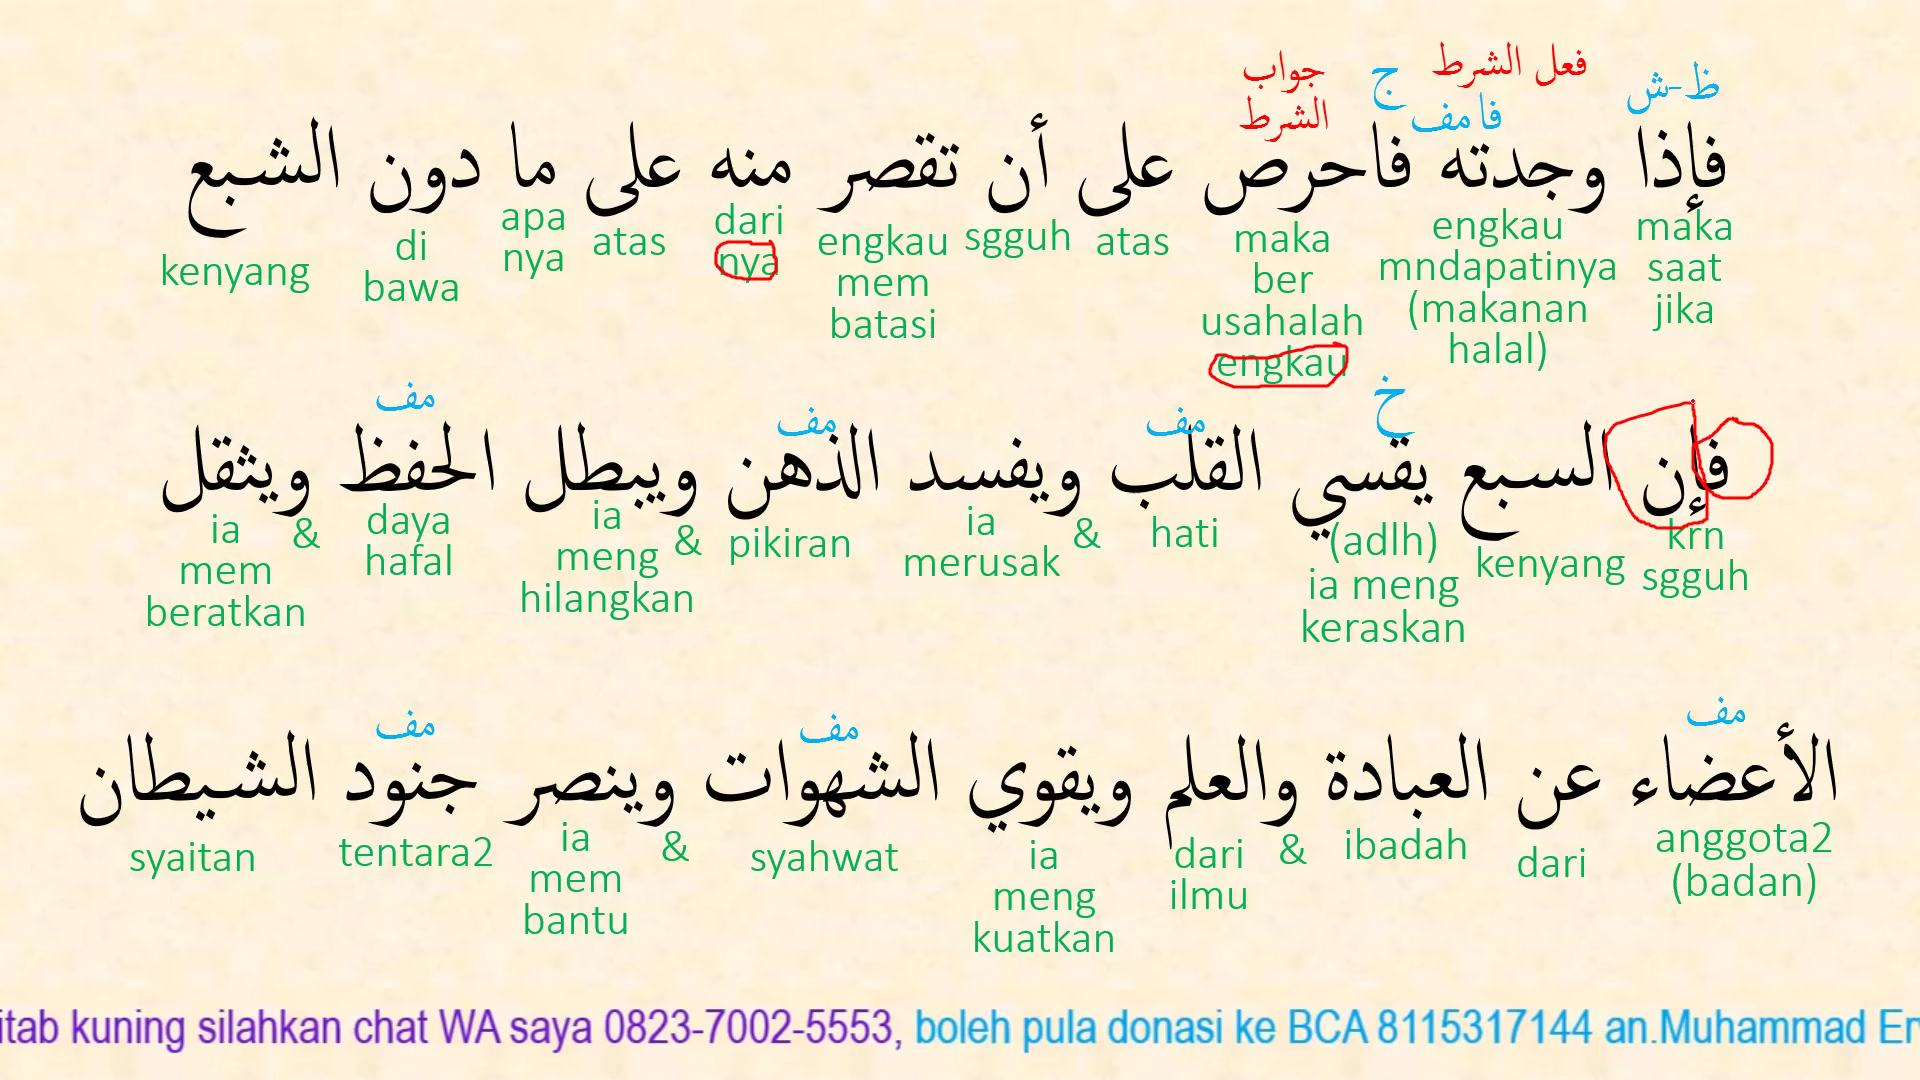 جواب ج فعل الشرط ظ-ش
الشرط فا مف
فإذا وجدته فاحرص على أن تقصر منه على ما دون الشبع
maka saat jika
engkau mndapatinya (makanan halal)
maka ber usahalah engkau
atas
sgguh
engkau mem batasi
dari nya
atas
apa nya
di bawa
kenyang
خ مف مف مف
فإن السبع يقسي القلب ويفسد الذهن ويبطل الحفظ ويثقل
krn sgguh
kenyang
(adlh) ia meng keraskan
hati
&
ia merusak
pikiran
&
ia meng hilangkan
daya hafal
&
ia mem beratkan
مف مف مف
الأعضاء عن العبادة والعلم ويقوي الشهوات وينصر جنود الشيطان
anggota2 (badan)
dari
ibadah
&
dari ilmu
ia meng kuatkan
syahwat
&
ia mem bantu
tentara2
syaitan
itab kuning silahkan chat WA saya 0823-7002-5553, boleh pula donasi ke BCA 8115317144 an.Muhammad Er